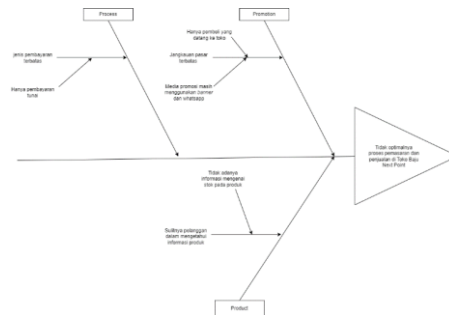 Process
Promotion
Hanya pembeli yang
datang ke toko
jenis pembayaran
terbatas
Jangkauan pasar
terbatas
Hanya pembayaran
tunai
Media promosi masih
menggunakan banner
dan whatsapp
Tidak optimalnya
proses pemasaran dan
penjualan di Toko Baju
Next Point
Tidak adanya
informasi mengenai
stok pada produk
Sulitnya pelanggan
dalam mengetahui
informasi produk
Product